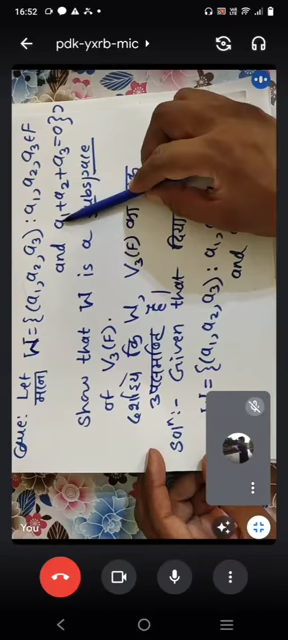 16:52
pdk-yxrb-mic
Que:- Let W = {(a₁, a₂, a₃) : a₁, a₂, a₃ ∈ F
माना
and a₁ + a₂ + a₃ = 0},
Show that W is a subspace
of V₃(F).
दर्शाइये कि W, V₃(F) का
उपसमष्टि है।
Solⁿ:- Given that दिया
W = {(a₁, a₂, a₃) : a₁,
and
You